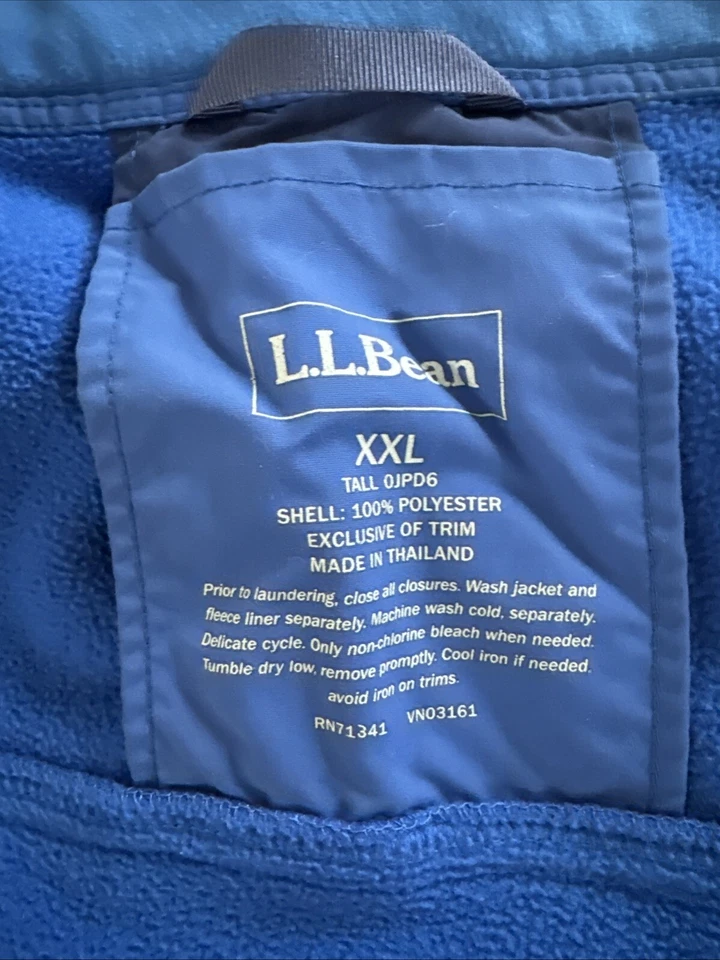 L.L.Bean
XXL
TALL 0JPD6
SHELL: 100% POLYESTER
EXCLUSIVE OF TRIM
MADE IN THAILAND
Prior to laundering, close all closures. Wash jacket and
fleece liner separately. Machine wash cold, separately.
Delicate cycle. Only non-chlorine bleach when needed.
Tumble dry low, remove promptly. Cool iron if needed.
avoid iron on trims.
RN71341 VN03161